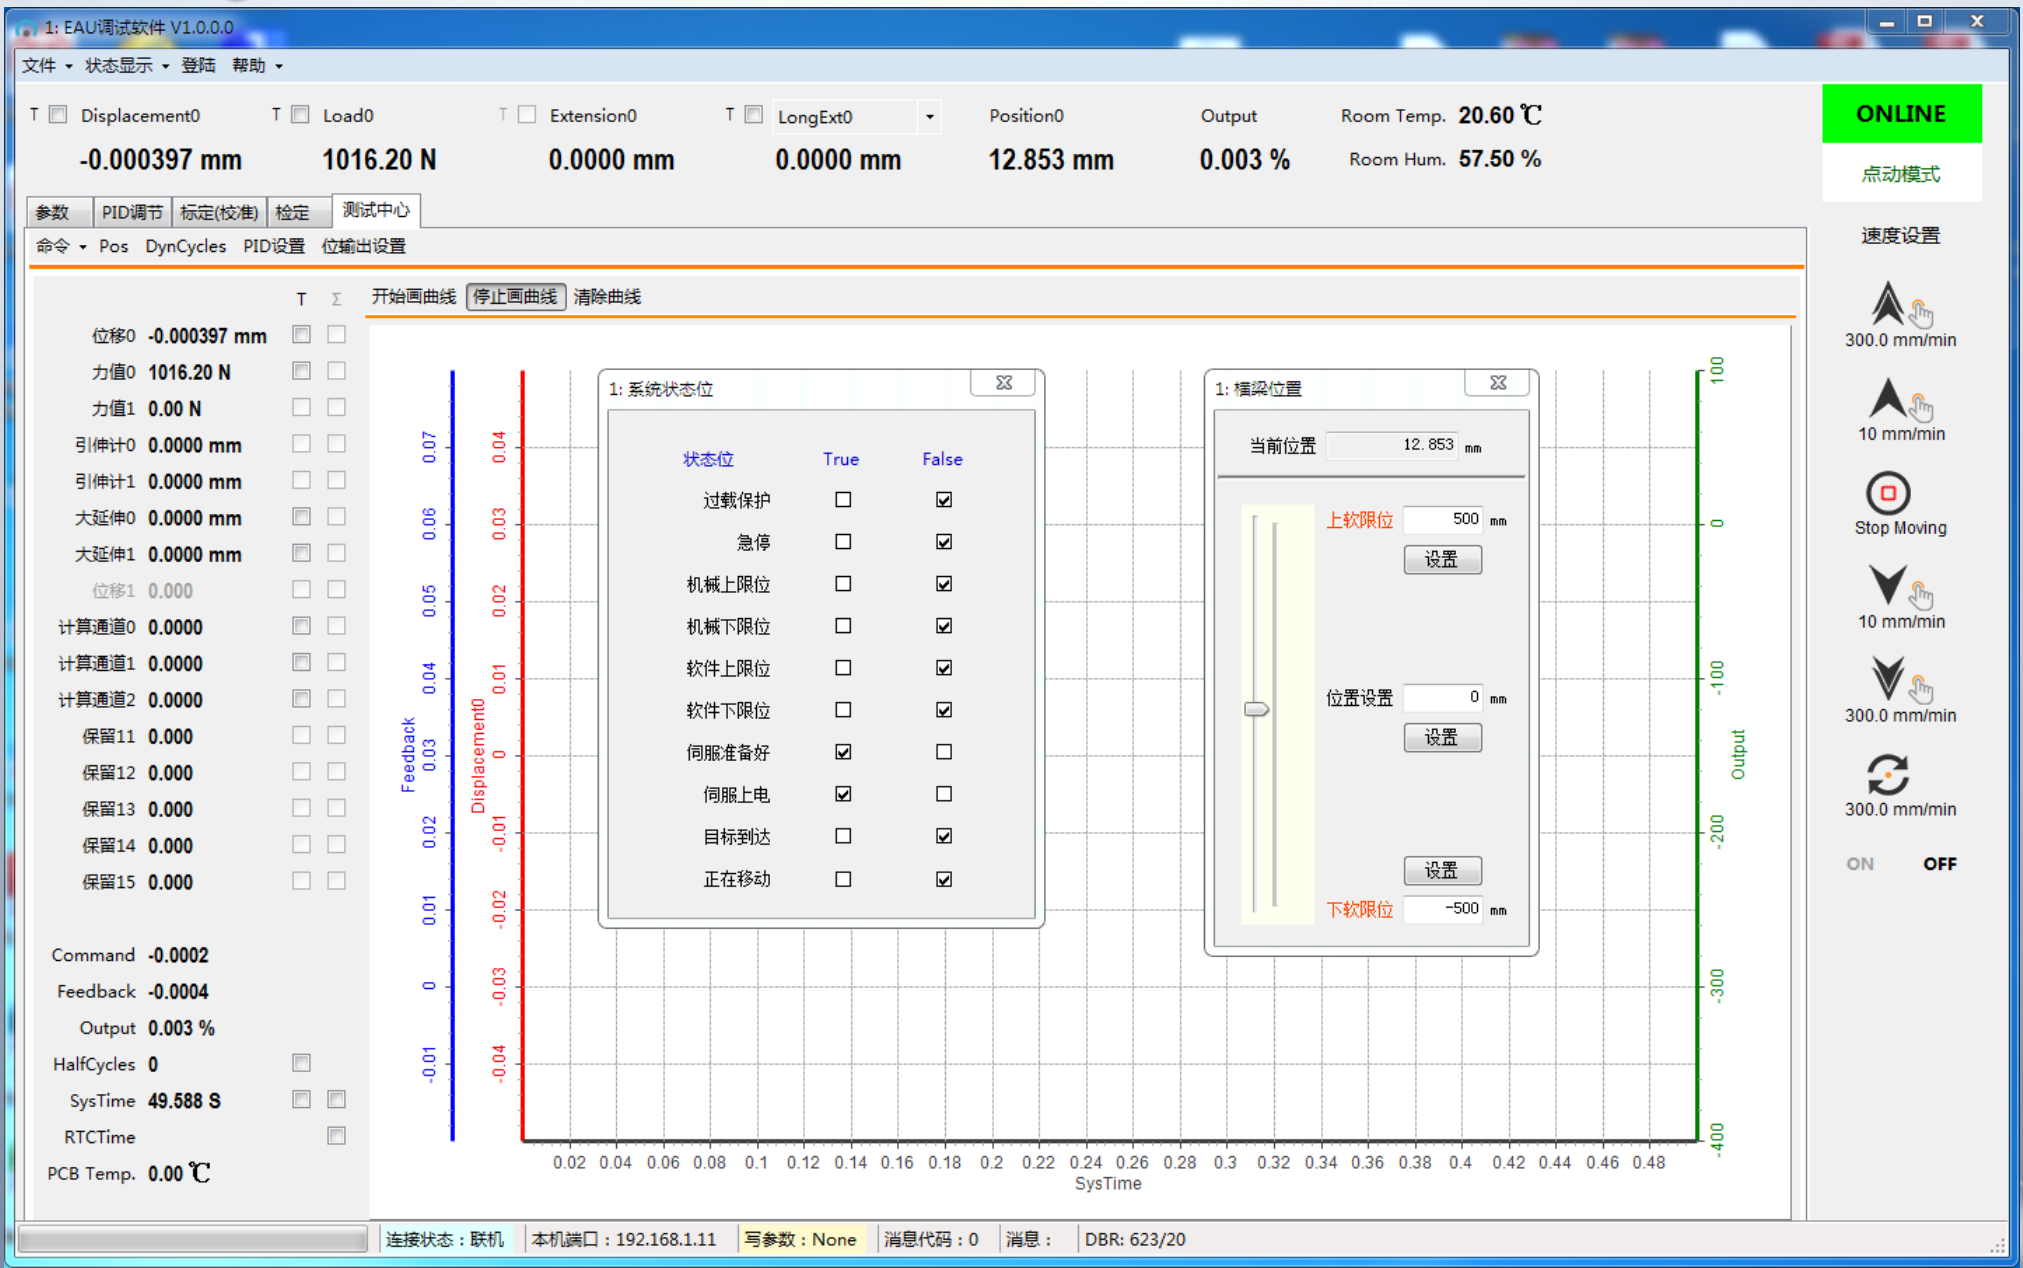 1: EAU调试软件 V1.0.0.0
文件 状态显示 登陆 帮助
T Displacement0 T Load0 T Extension0 T LongExt0 Position0 Output Room Temp. 20.60 ℃
-0.000397 mm 1016.20 N 0.0000 mm 0.0000 mm 12.853 mm 0.003 % Room Hum. 57.50 %
ONLINE
点动模式
参数 PID调节 标定(校准) 检定 测试中心
命令 Pos DynCycles PID设置 位输出设置
T Σ
开始画曲线 停止画曲线 清除曲线
位移0 -0.000397 mm
力值0 1016.20 N
力值1 0.00 N
引伸计0 0.0000 mm
引伸计1 0.0000 mm
大延伸0 0.0000 mm
大延伸1 0.0000 mm
位移1 0.000
计算通道0 0.0000
计算通道1 0.0000
计算通道2 0.0000
保留11 0.000
保留12 0.000
保留13 0.000
保留14 0.000
保留15 0.000
Command -0.0002
Feedback -0.0004
Output 0.003 %
HalfCycles 0
SysTime 49.588 S
RTCTime
PCB Temp. 0.00 ℃
Feedback
0.07
0.06
0.05
0.04
0.03
0.02
0.01
0
-0.01
Displacement0
0.04
0.03
0.02
0.01
0
-0.01
-0.02
-0.03
-0.04
1: 系统状态位
状态位 True False
过载保护
急停
机械上限位
机械下限位
软件上限位
软件下限位
伺服准备好
伺服上电
目标到达
正在移动
1: 横梁位置
当前位置 12.853 mm
上软限位 500 mm
设置
位置设置 0 mm
设置
设置
下软限位 -500 mm
100
0
-100
-200
-300
-400
Output
0.02 0.04 0.06 0.08 0.1 0.12 0.14 0.16 0.18 0.2 0.22 0.24 0.26 0.28 0.3 0.32 0.34 0.36 0.38 0.4 0.42 0.44 0.46 0.48
SysTime
速度设置
300.0 mm/min
10 mm/min
Stop Moving
10 mm/min
300.0 mm/min
300.0 mm/min
ON OFF
连接状态：联机 本机端口：192.168.1.11 写参数：None 消息代码：0 消息： DBR: 623/20